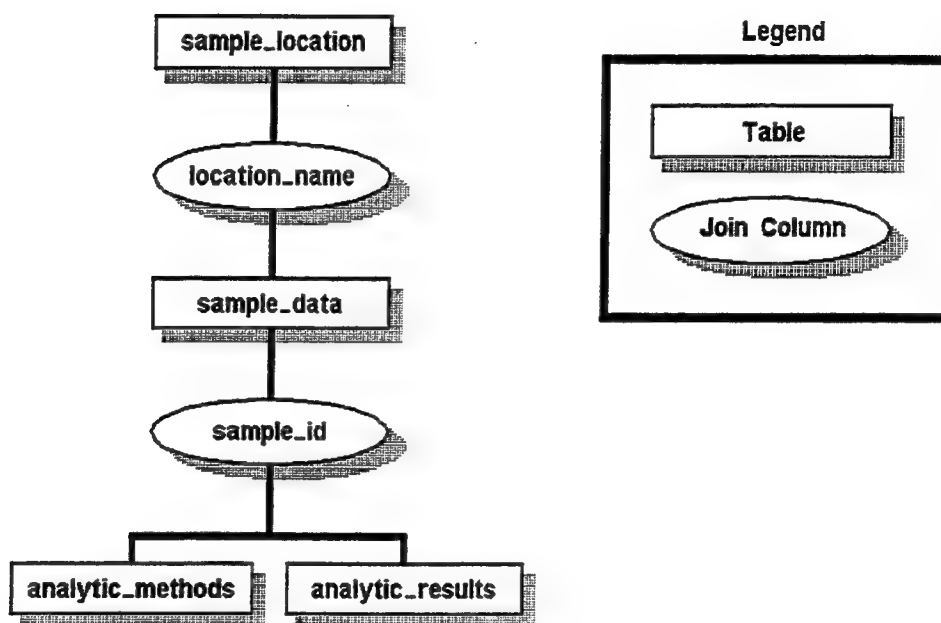 sample_location
location_name
sample_data
sample_id
analytic_methods
analytic_results
Legend
Table
Join Column